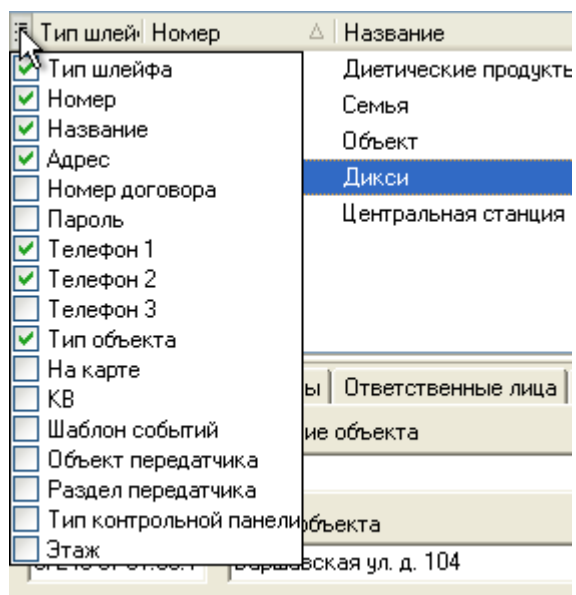 Тип шлей Номер Название
Тип шлейфа
Диетические продукты
Номер
Семья
Название
Объект
Адрес
Номер договора
Дикси
Пароль
Центральная станция
Телефон 1
Телефон 2
Телефон 3
Тип объекта
На карте
ы Ответственные лица
КВ
Шаблон событий
ие объекта
Объект передатчика
Раздел передатчика
Тип контрольной панели
объекта
Этаж
ская ул. д. 104